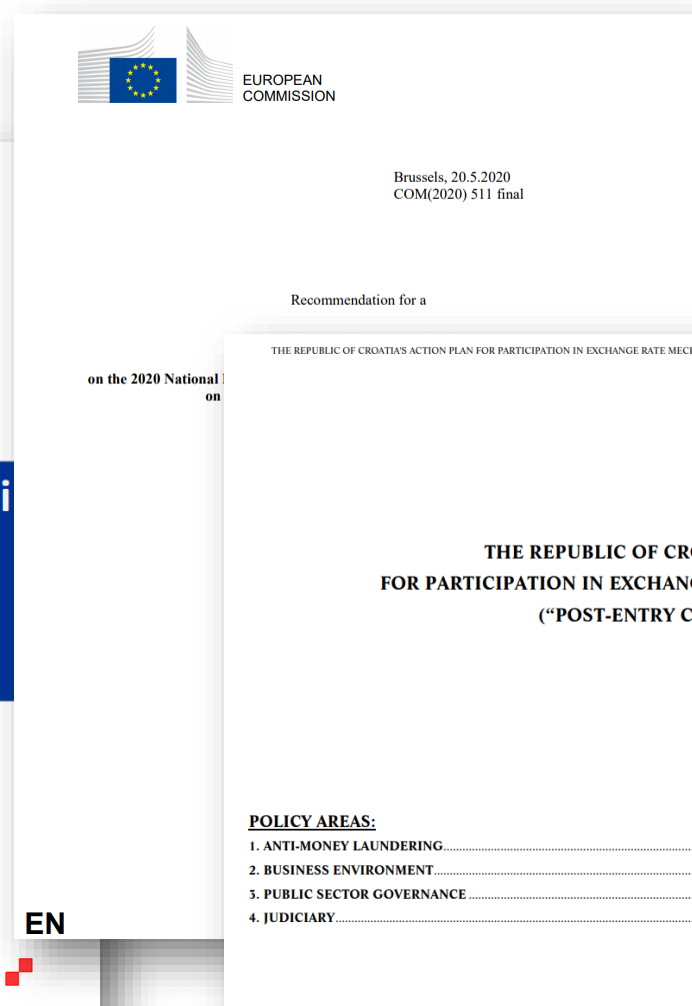 EUROPEAN
COMMISSION
Brussels, 20.5.2020
COM(2020) 511 final
Recommendation for a
on the 2020 National
on
THE REPUBLIC OF CROATIA'S ACTION PLAN FOR PARTICIPATION IN EXCHANGE RATE MECH
i
THE REPUBLIC OF CRO
FOR PARTICIPATION IN EXCHANG
("POST-ENTRY C
POLICY AREAS:
1. ANTI-MONEY LAUNDERING
2. BUSINESS ENVIRONMENT
3. PUBLIC SECTOR GOVERNANCE
4. JUDICIARY
EN